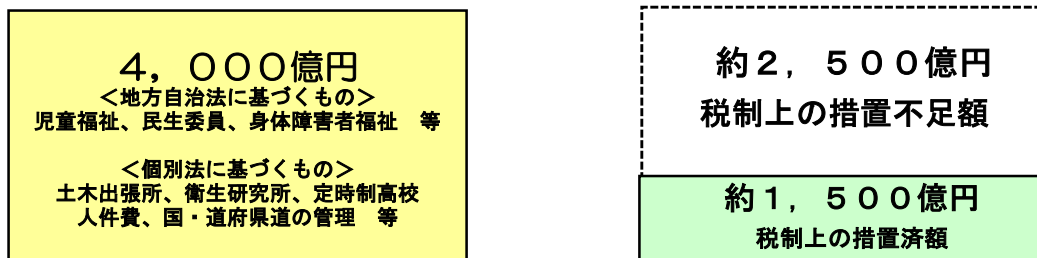 ４，０００億円
＜地方自治法に基づくもの＞
児童福祉、民生委員、身体障害者福祉　等
＜個別法に基づくもの＞
土木出張所、衛生研究所、定時制高校
人件費、国・道府県道の管理　等
約２，５００億円
税制上の措置不足額
約１，５００億円
税制上の措置済額